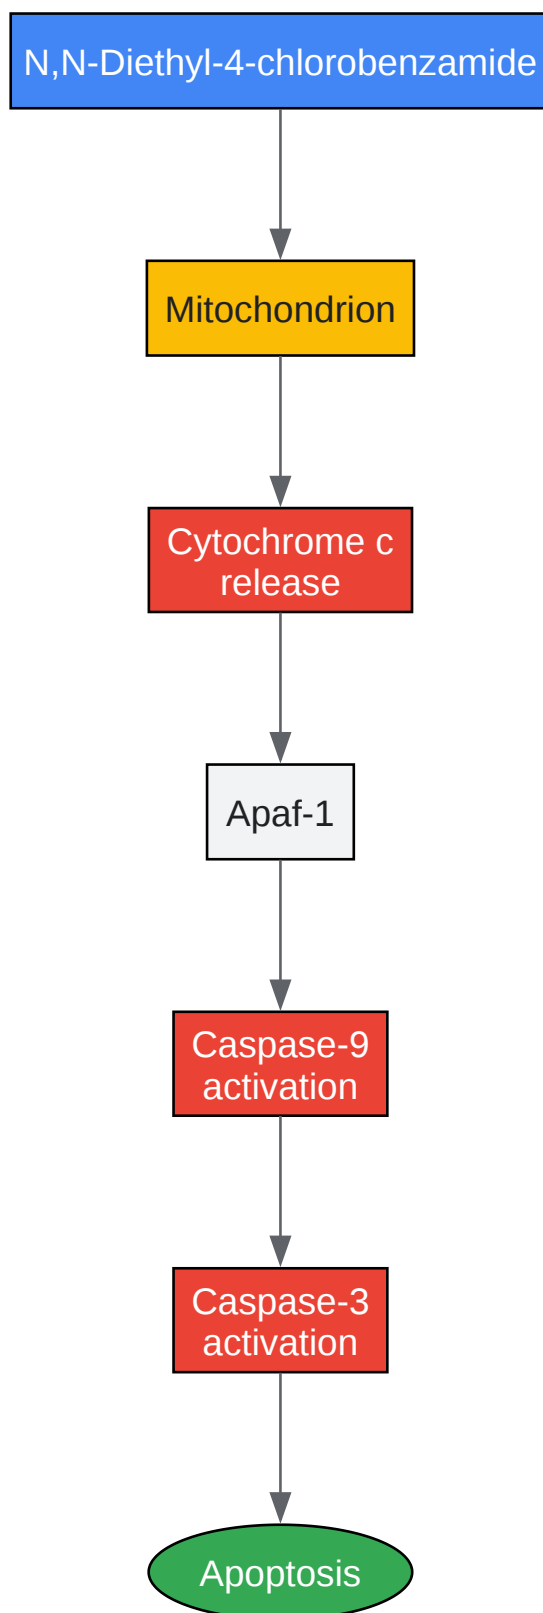 N,N-Diethyl-4-chlorobenzamide
Mitochondrion
Cytochrome c
release
Apaf-1
Caspase-9
activation
Caspase-3
activation
Apoptosis